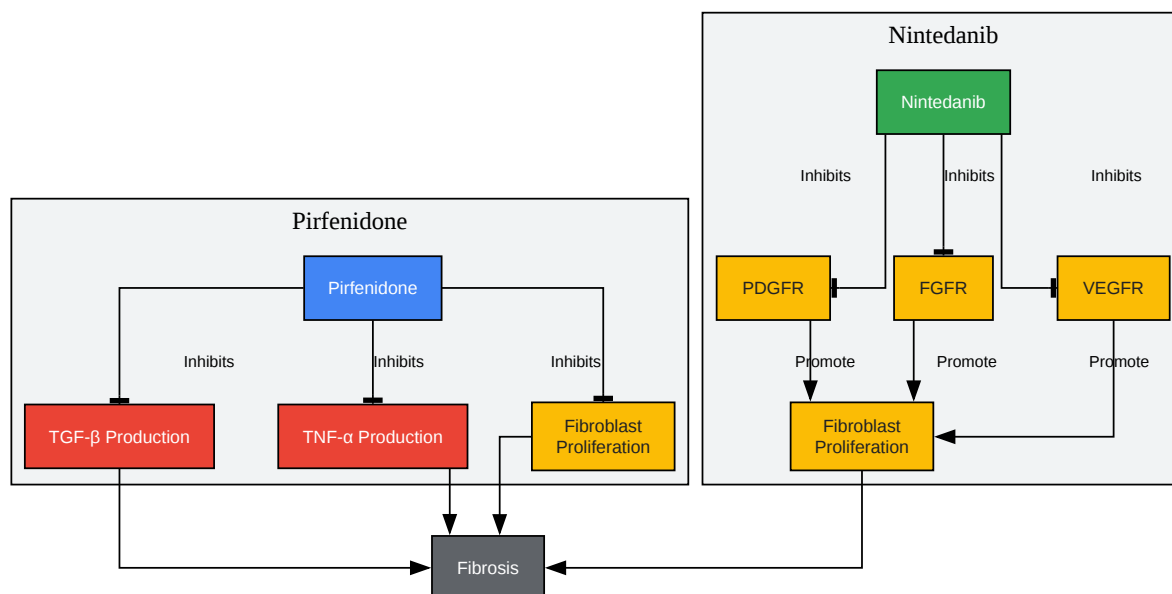 Nintedanib
Nintedanib
Inhibits
Inhibits
Inhibits
Pirfenidone
Pirfenidone
PDGFR
FGFR
VEGFR
Inhibits
Inhibits
Inhibits
Promote
Promote
Promote
TGF-β Production
TNF-α Production
Fibroblast
Proliferation
Fibroblast
Proliferation
Fibrosis